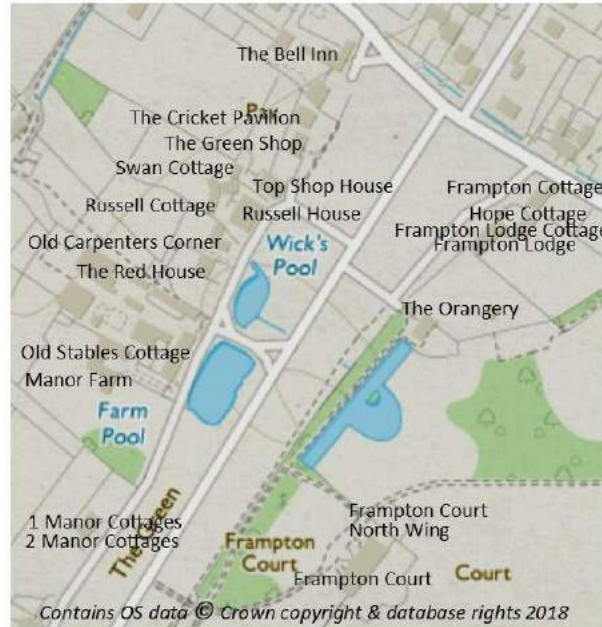 The Bell Inn
The Cricket Pavilion
The Green Shop
Swan Cottage
Top Shop House
Frampton Cottage
Russell Cottage
Russell House
Hope Cottage
Frampton Lodge Cottage
Frampton Lodge
Old Carpenters Corner
Wick's
Pool
The Red House
The Orangery
Old Stables Cottage
Manor Farm
Farm
Pool
The Green
1 Manor Cottages
2 Manor Cottages
Frampton Court
North Wing
Frampton
Court
Frampton Court
Court
Contains OS data © Crown copyright & database rights 2018